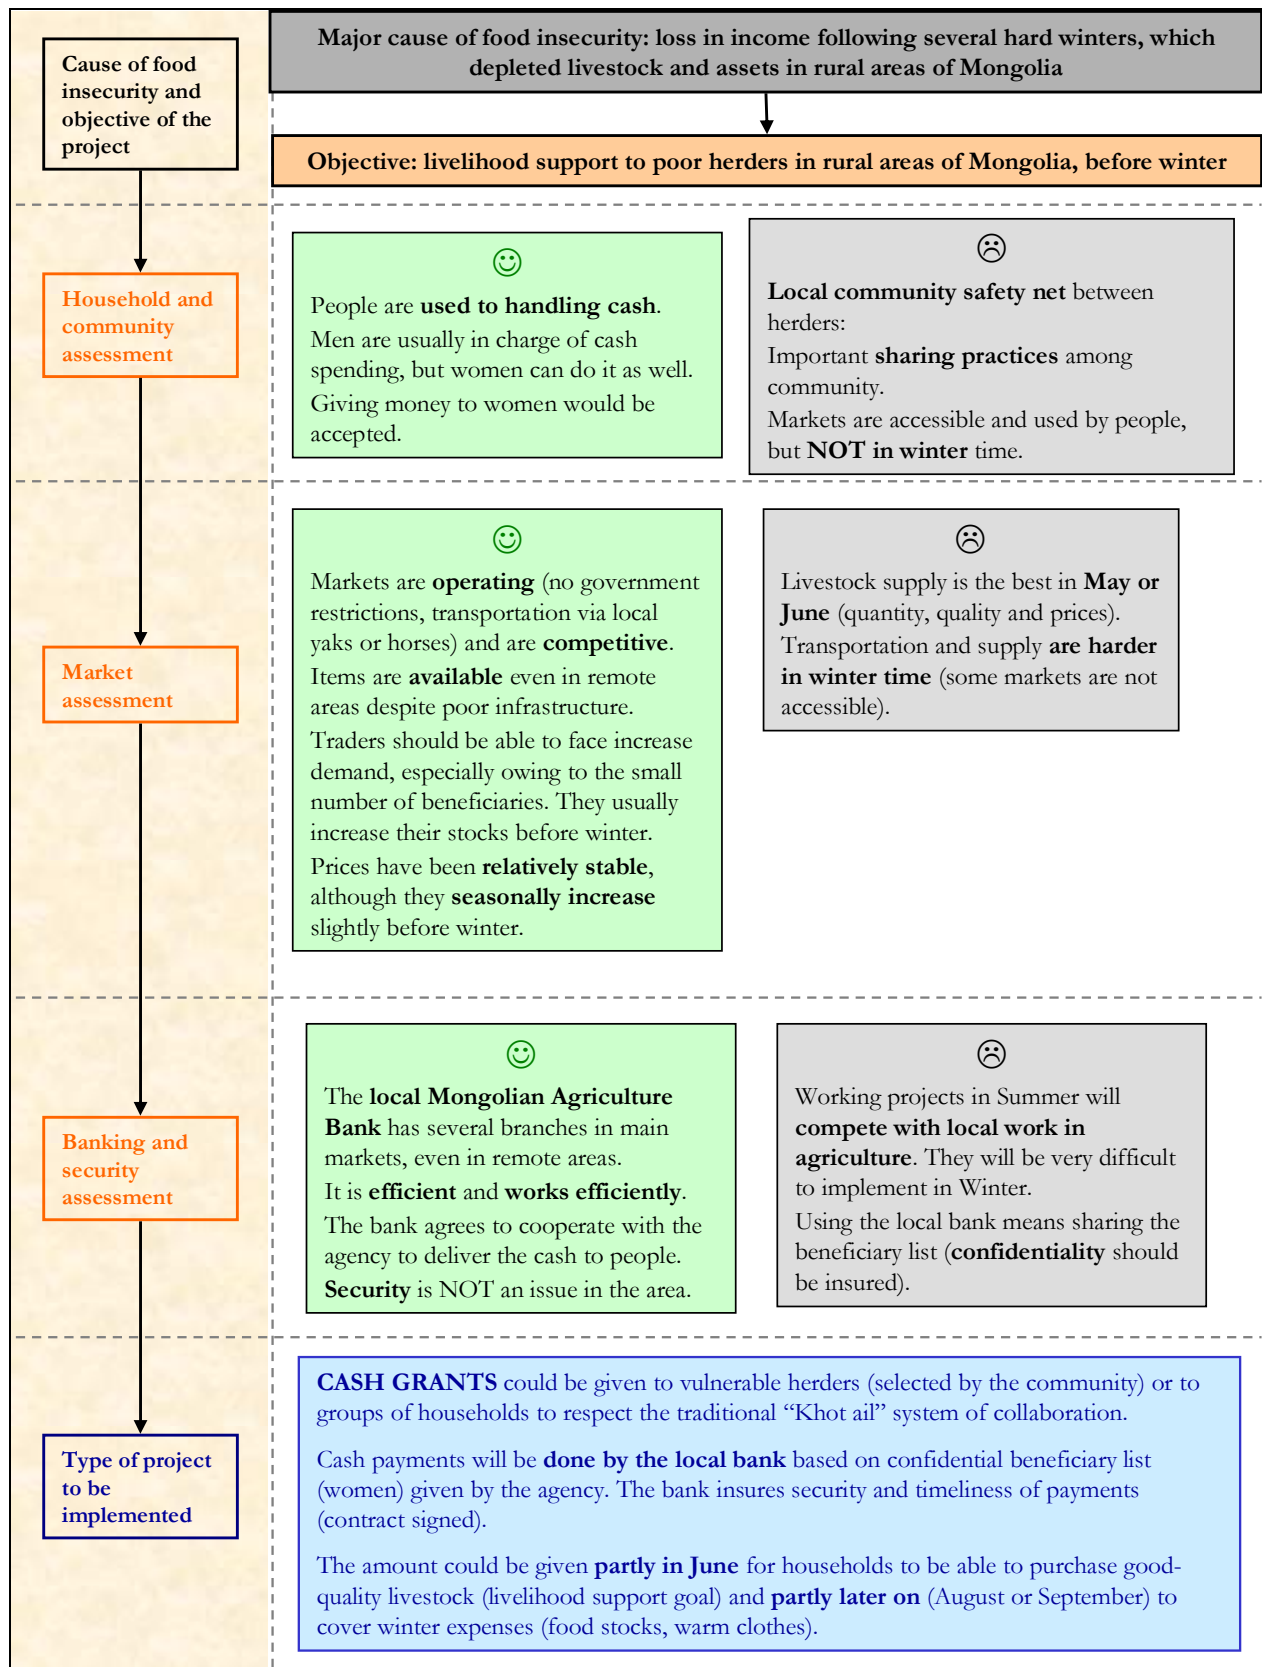 Cause of food
insecurity and
objective of the
project
Major cause of food insecurity: loss in income following several hard winters, which
depleted livestock and assets in rural areas of Mongolia
Objective: livelihood support to poor herders in rural areas of Mongolia, before winter
Household and
community
assessment
People are used to handling cash.
Men are usually in charge of cash
spending, but women can do it as well.
Giving money to women would be
accepted.
Local community safety net between
herders:
Important sharing practices among
community.
Markets are accessible and used by people,
but NOT in winter time.
Market
assessment
Markets are operating (no government
restrictions, transportation via local
yaks or horses) and are competitive.
Items are available even in remote
areas despite poor infrastructure.
Traders should be able to face increase
demand, especially owing to the small
number of beneficiaries. They usually
increase their stocks before winter.
Prices have been relatively stable,
although they seasonally increase
slightly before winter.
Livestock supply is the best in May or
June (quantity, quality and prices).
Transportation and supply are harder
in winter time (some markets are not
accessible).
Banking and
security
assessment
The local Mongolian Agriculture
Bank has several branches in main
markets, even in remote areas.
It is efficient and works efficiently.
The bank agrees to cooperate with the
agency to deliver the cash to people.
Security is NOT an issue in the area.
Working projects in Summer will
compete with local work in
agriculture. They will be very difficult
to implement in Winter.
Using the local bank means sharing the
beneficiary list (confidentiality should
be insured).
Type of project
to be
implemented
CASH GRANTS could be given to vulnerable herders (selected by the community) or to
groups of households to respect the traditional “Khot ail” system of collaboration.
Cash payments will be done by the local bank based on confidential beneficiary list
(women) given by the agency. The bank insures security and timeliness of payments
(contract signed).
The amount could be given partly in June for households to be able to purchase good-
quality livestock (livelihood support goal) and partly later on (August or September) to
cover winter expenses (food stocks, warm clothes).